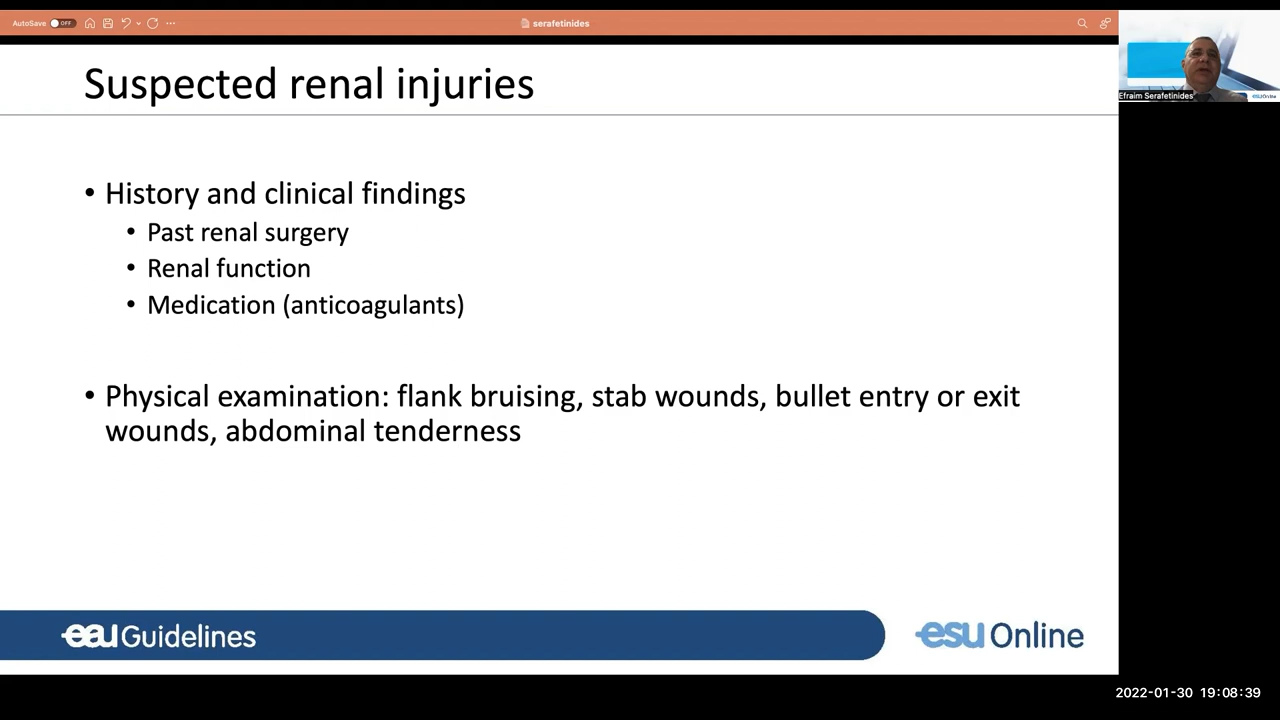 AutoSave OFF
serafetinides
Suspected renal injuries
• History and clinical findings
• Past renal surgery
• Renal function
• Medication (anticoagulants)
• Physical examination: flank bruising, stab wounds, bullet entry or exit
wounds, abdominal tenderness
eau Guidelines
esu Online
Efraim Serafetinides
esuOnline
2022-01-30 19:08:39